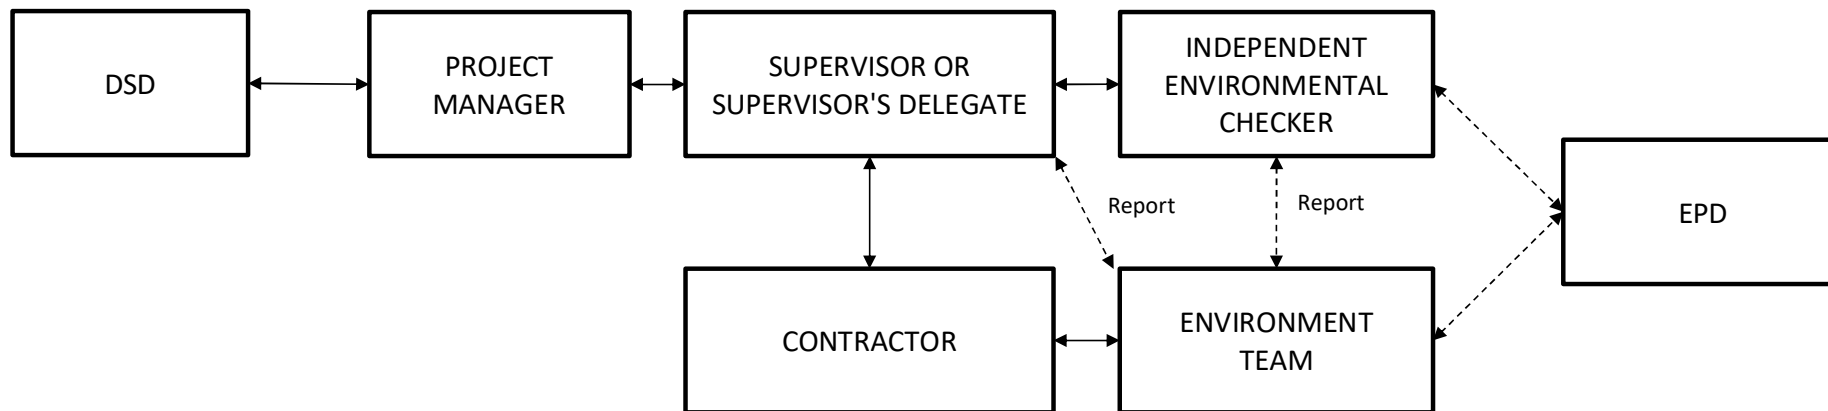 DSD
PROJECT
MANAGER
SUPERVISOR OR
SUPERVISOR'S DELEGATE
INDEPENDENT
ENVIRONMENTAL
CHECKER
Report
Report
EPD
CONTRACTOR
ENVIRONMENT
TEAM